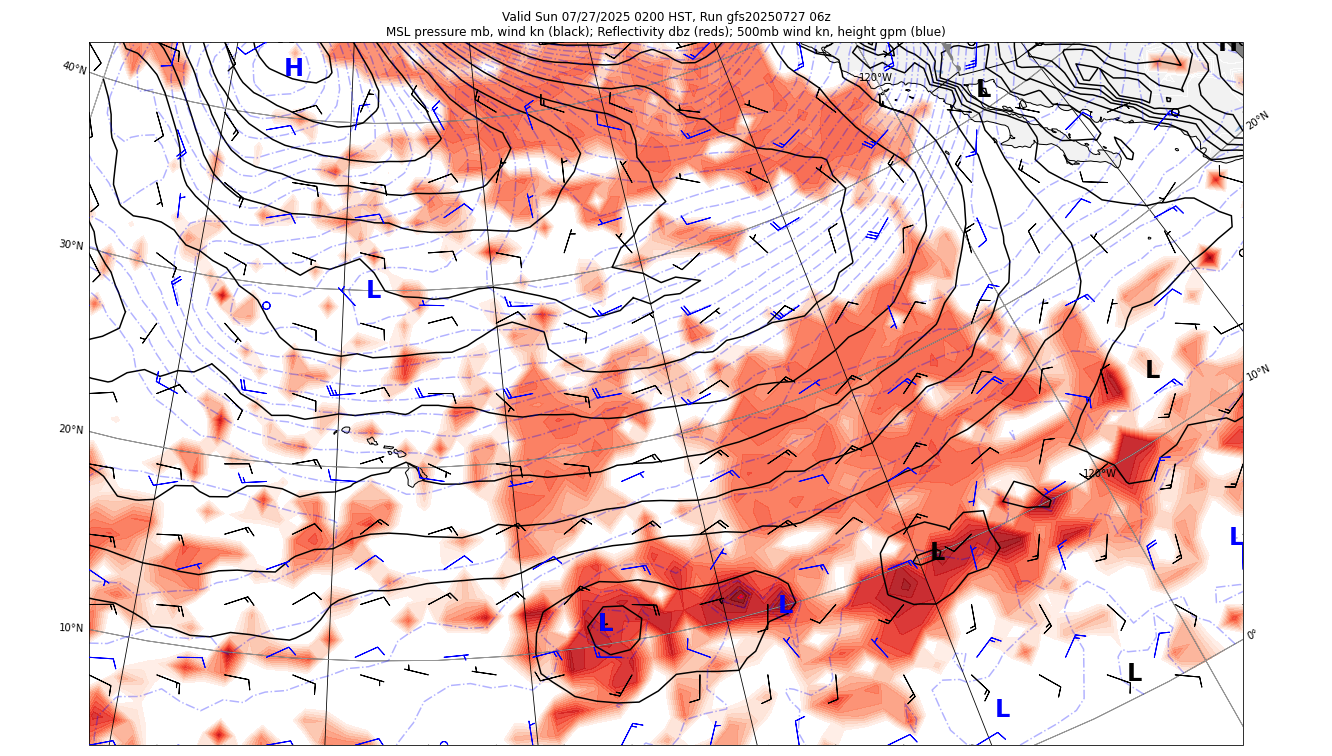 Valid Sun 07/27/2025 0200 HST, Run gfs20250727 06z
MSL pressure mb, wind kn (black); Reflectivity dbz (reds); 500mb wind kn, height gpm (blue)
H
H
40°N
120°W
L
20°N
30°N
L
L
10°N
20°N
120°W
L
L
L
L
10°N
0°
L
L